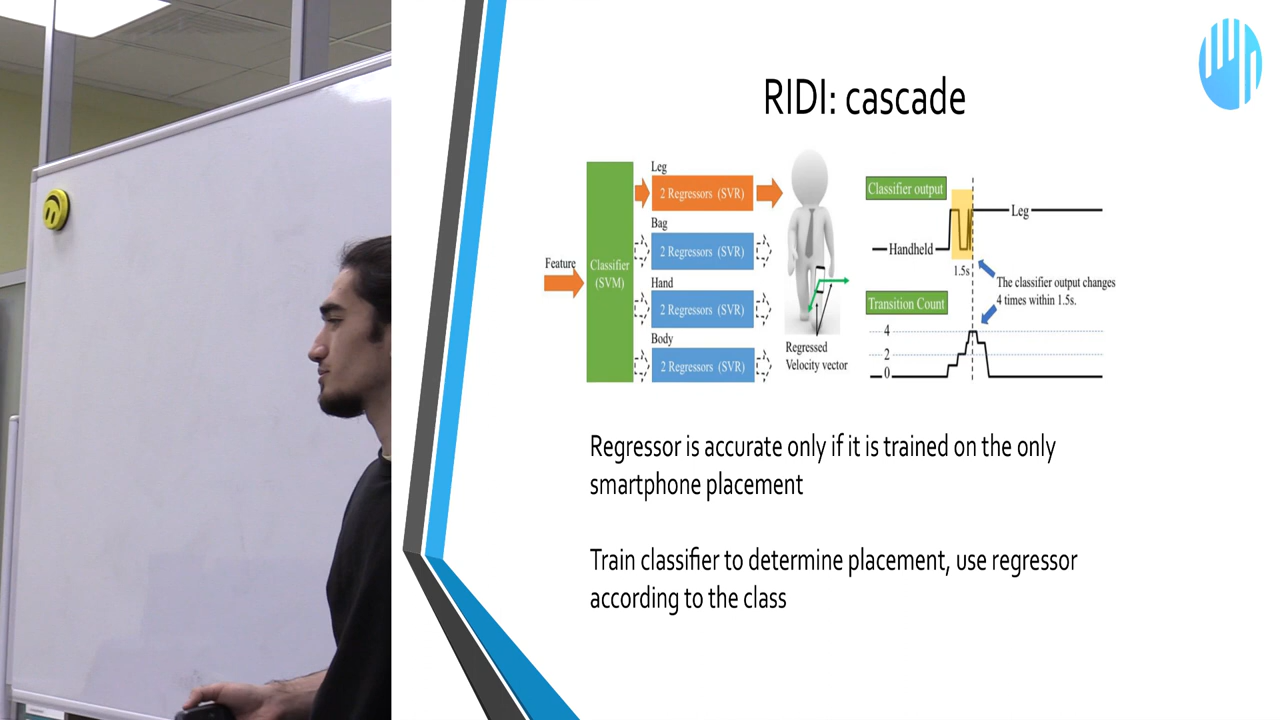 RIDI: cascade
Leg
2 Regressors (SVR)
Bag
2 Regressors (SVR)
Feature
Classifier
(SVM)
Hand
2 Regressors (SVR)
Body
2 Regressors (SVR)
Regressed
Velocity vector
Classifier output
Leg
Handheld
1.5s
The classifier output changes
4 times within 1.5s.
Transition Count
4
2
0
Regressor is accurate only if it is trained on the only
smartphone placement
Train classifier to determine placement, use regressor
according to the class